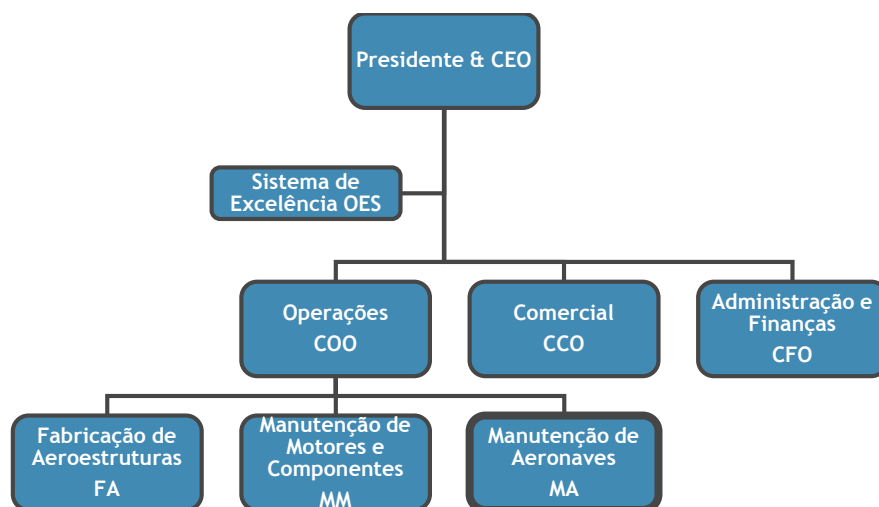 Presidente & CEO
Sistema de
Excelência OES
Operações
COO
Comercial
CCO
Administração e
Finanças
CFO
Fabricação de
Aeroestruturas
FA
Manutenção de
Motores e
Componentes
MM
Manutenção de
Aeronaves
MA